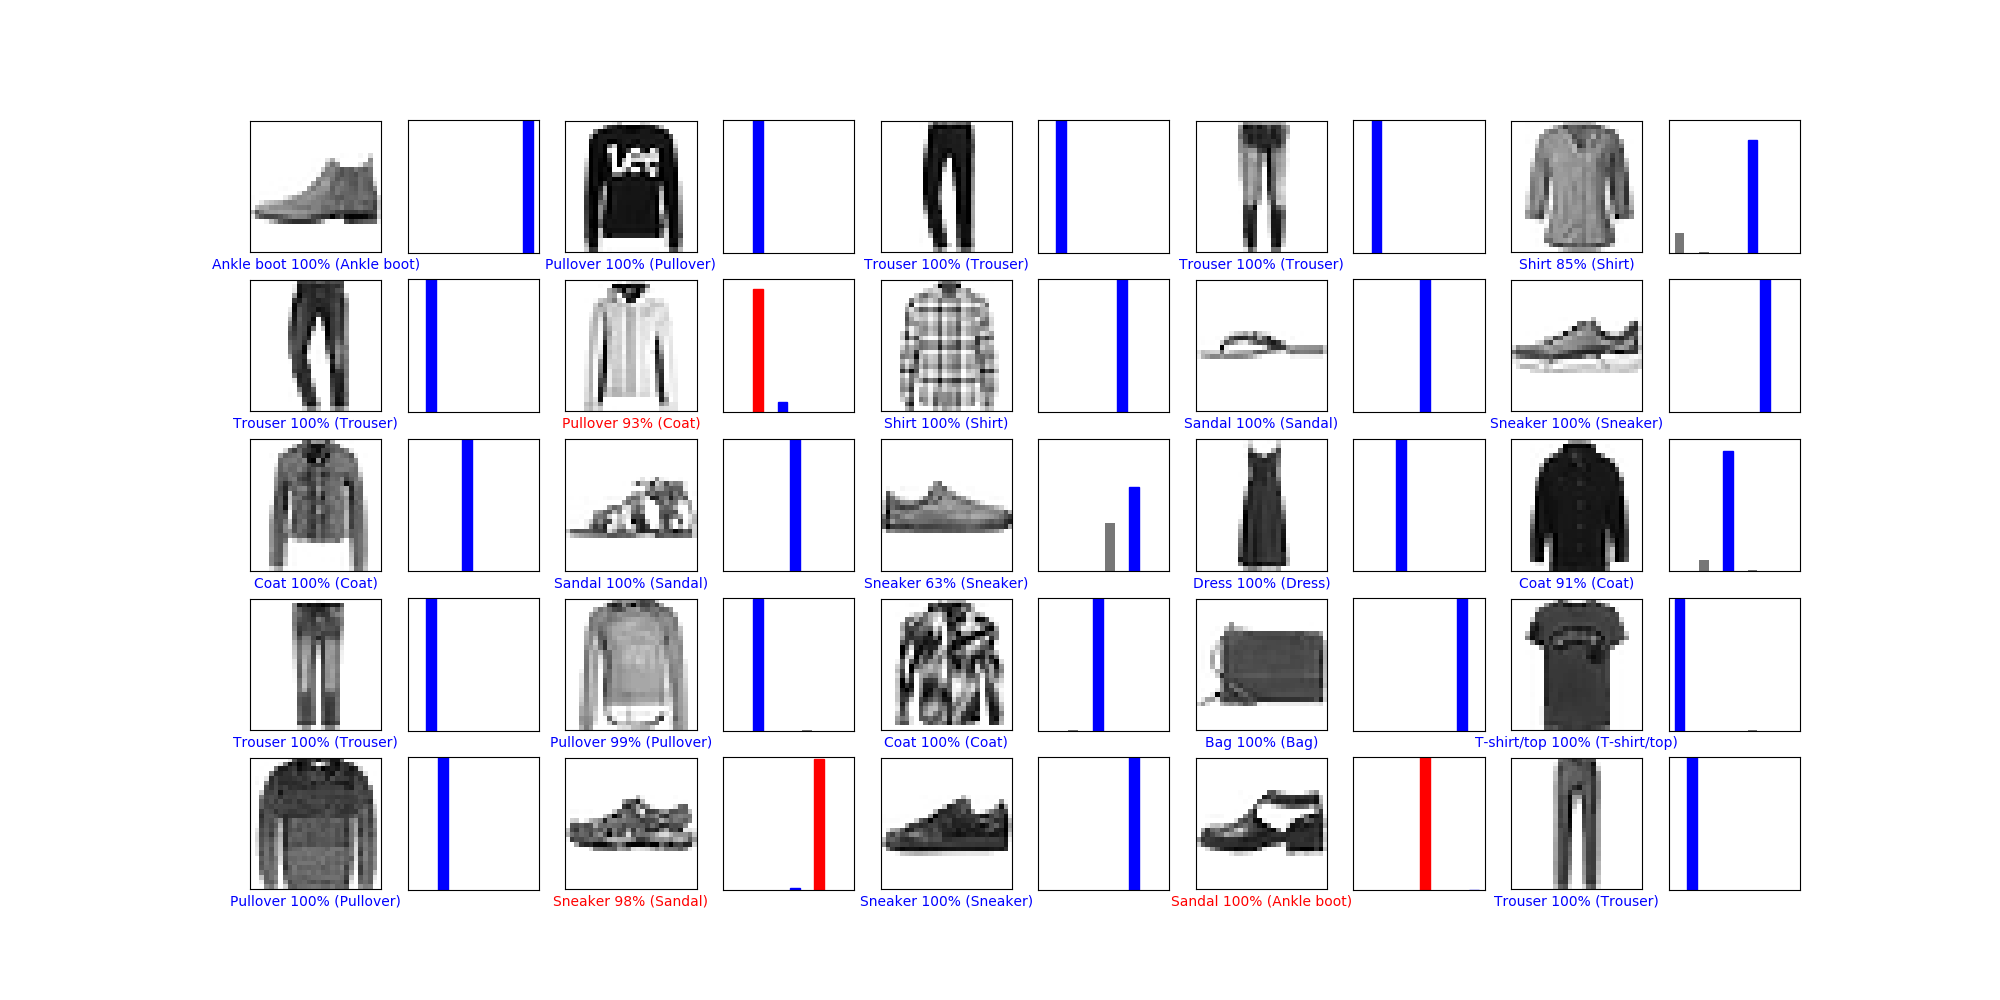 Lee
Ankle boot 100% (Ankle boot)
Pullover 100% (Pullover)
Trouser 100% (Trouser)
Trouser 100% (Trouser)
Shirt 85% (Shirt)
Trouser 100% (Trouser)
Pullover 93% (Coat)
Shirt 100% (Shirt)
Sandal 100% (Sandal)
Sneaker 100% (Sneaker)
Coat 100% (Coat)
Sandal 100% (Sandal)
Sneaker 63% (Sneaker)
Dress 100% (Dress)
Coat 91% (Coat)
Trouser 100% (Trouser)
Pullover 99% (Pullover)
Coat 100% (Coat)
Bag 100% (Bag)
T-shirt/top 100% (T-shirt/top)
Pullover 100% (Pullover)
Sneaker 98% (Sandal)
Sneaker 100% (Sneaker)
Sandal 100% (Ankle boot)
Trouser 100% (Trouser)